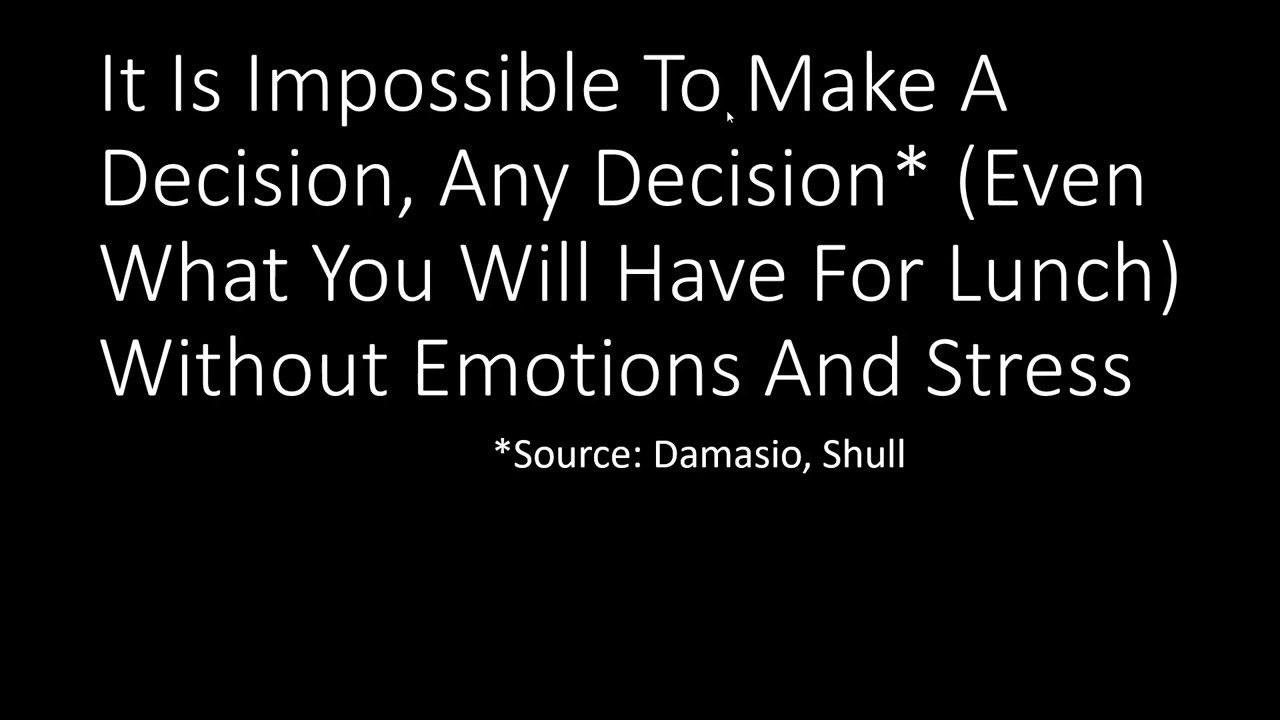 It Is Impossible To Make A
Decision, Any Decision* (Even
What You Will Have For Lunch)
Without Emotions And Stress
*Source: Damasio, Shull